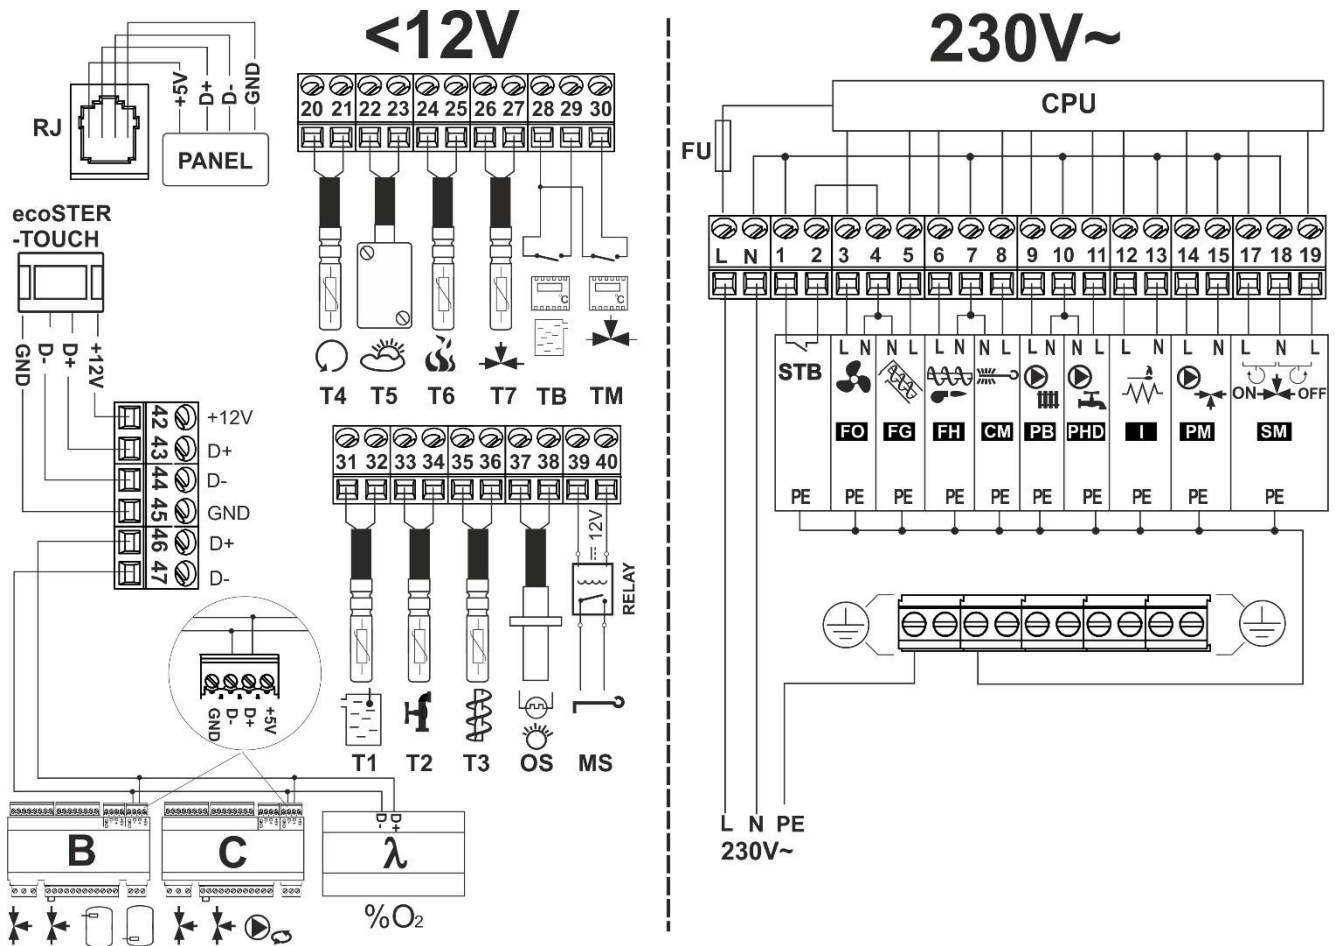 <12V
230V~
+5V
D+
D-
GND
RJ
PANEL
ecoSTER
-TOUCH
GND
D-
D+
+12V
42 +12V
43 D+
44 D-
45 GND
46 D+
47 D-
20 21 22 23 24 25 26 27 28 29 30
°C °C
T4 T5 T6 T7 TB TM
31 32 33 34 35 36 37 38 39 40
12V
RELAY
T1 T2 T3 OS MS
GND
D-
D+
+5V
D-
D+
B
C
λ
%O₂
CPU
FU
L N 1 2 3 4 5 6 7 8 9 10 11 12 13 14 15 17 18 19
L N L L N N L L N N L L N L N L N L
STB
ON OFF
FO FG FH CM PB PHD I PM SM
PE PE PE PE PE PE PE PE PE PE
L N PE
230V~